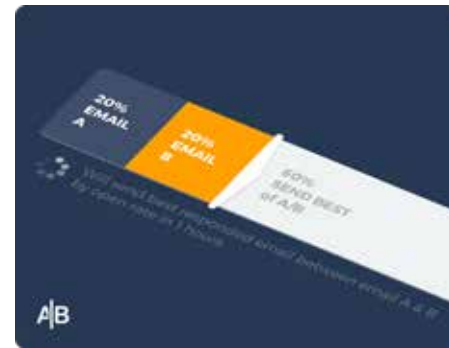 20%
EMAIL
A
20%
EMAIL
B
60%
SEND BEST
of A/B
Will send best responded email between email A & B
by open rate in 1 hours
A|B